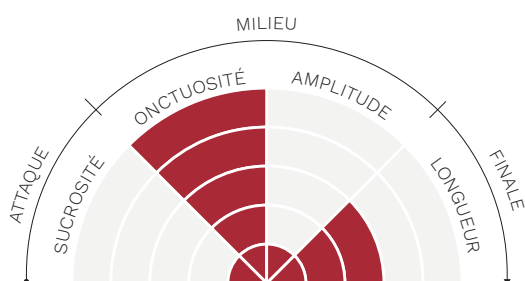 MILIEU
ONCTUOSITÉ
AMPLITUDE
ATTAQUE
SUCROSITÉ
LONGUEUR
FINALE